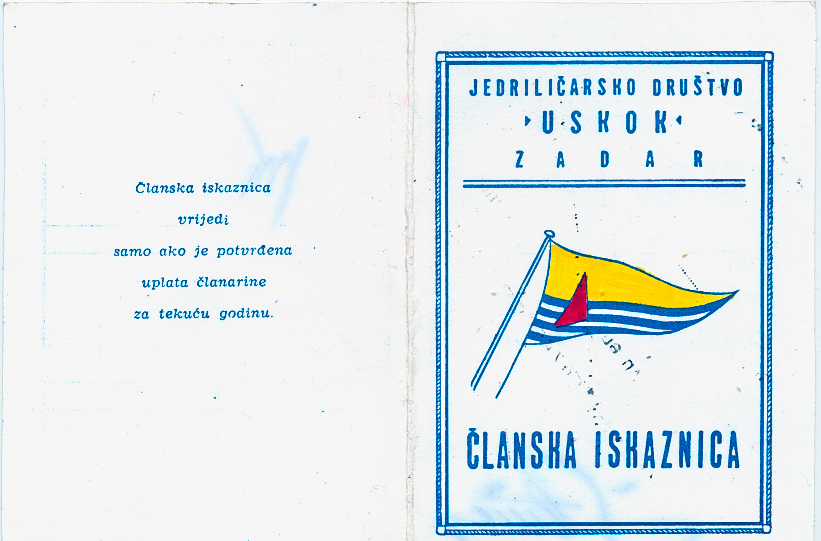 Članska iskaznica
vrijedi
samo ako je potvrđena
uplata članarine
za tekuću godinu.
JEDRILIČARSKO DRUŠTVO
USKOK
ZADAR
ČLANSKA ISKAZNICA